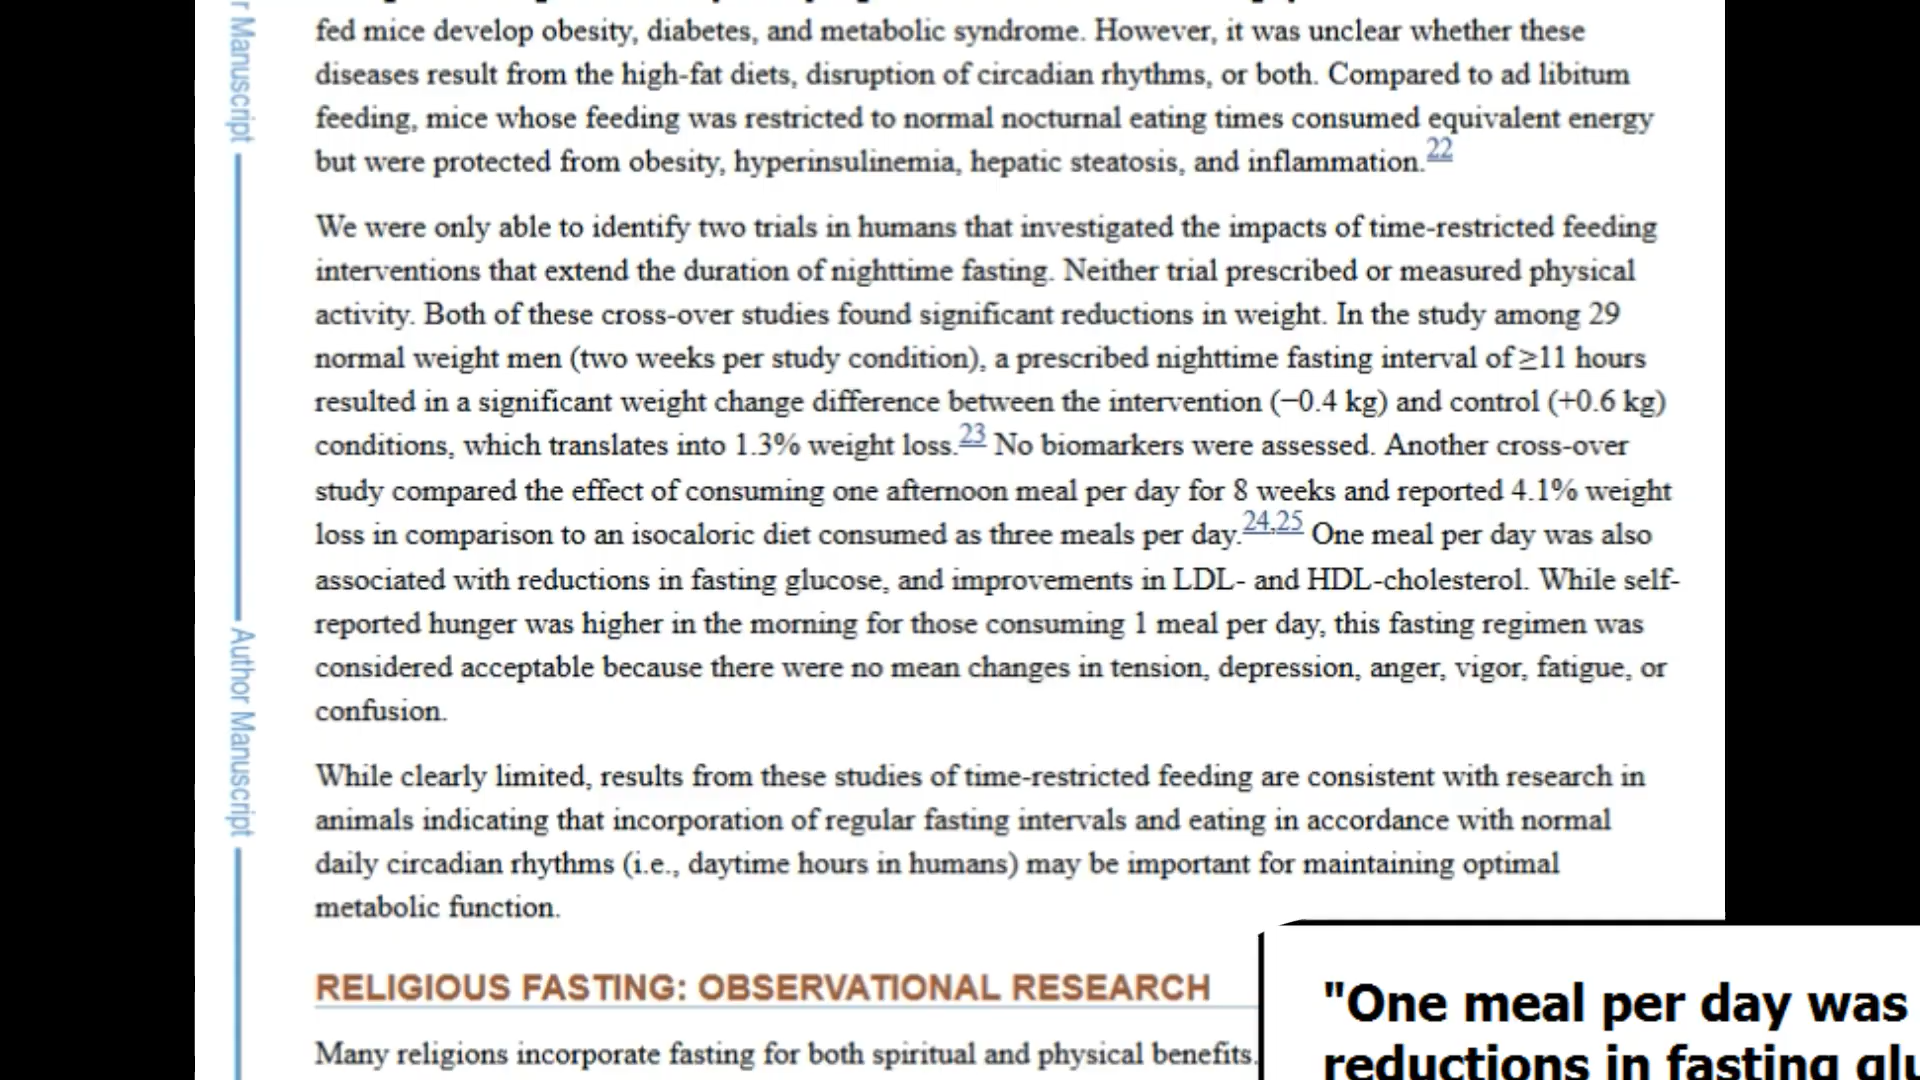 r Manuscript
fed mice develop obesity, diabetes, and metabolic syndrome. However, it was unclear whether these
diseases result from the high-fat diets, disruption of circadian rhythms, or both. Compared to ad libitum
feeding, mice whose feeding was restricted to normal nocturnal eating times consumed equivalent energy
but were protected from obesity, hyperinsulinemia, hepatic steatosis, and inflammation.22
We were only able to identify two trials in humans that investigated the impacts of time-restricted feeding
interventions that extend the duration of nighttime fasting. Neither trial prescribed or measured physical
activity. Both of these cross-over studies found significant reductions in weight. In the study among 29
normal weight men (two weeks per study condition), a prescribed nighttime fasting interval of ≥11 hours
resulted in a significant weight change difference between the intervention (−0.4 kg) and control (+0.6 kg)
conditions, which translates into 1.3% weight loss.23 No biomarkers were assessed. Another cross-over
study compared the effect of consuming one afternoon meal per day for 8 weeks and reported 4.1% weight
loss in comparison to an isocaloric diet consumed as three meals per day.24,25 One meal per day was also
associated with reductions in fasting glucose, and improvements in LDL- and HDL-cholesterol. While self-
reported hunger was higher in the morning for those consuming 1 meal per day, this fasting regimen was
considered acceptable because there were no mean changes in tension, depression, anger, vigor, fatigue, or
confusion.
Author Manuscript
While clearly limited, results from these studies of time-restricted feeding are consistent with research in
animals indicating that incorporation of regular fasting intervals and eating in accordance with normal
daily circadian rhythms (i.e., daytime hours in humans) may be important for maintaining optimal
metabolic function.
RELIGIOUS FASTING: OBSERVATIONAL RESEARCH
Many religions incorporate fasting for both spiritual and physical benefits.
"One meal per day was
reductions in fasting glu